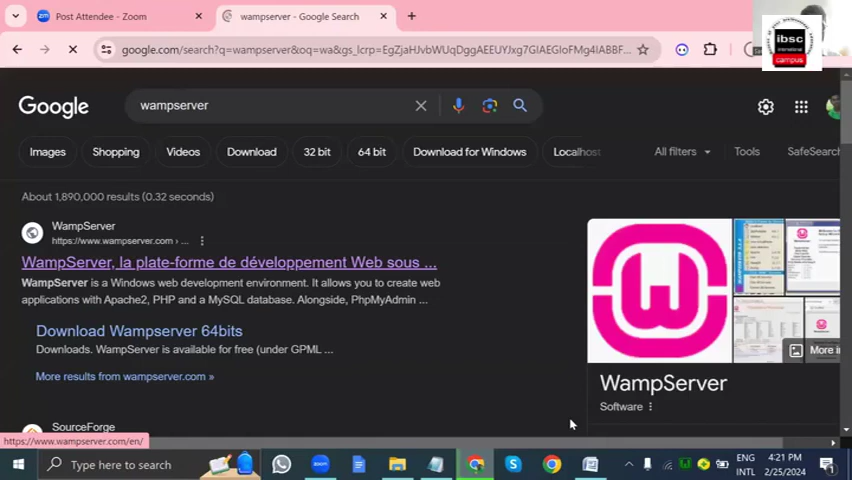 Post Attendee - Zoom
wampserver - Google Search
google.com/search?q=wampserver&oq=wa&gs_lcrp=EgZjaHJvbWUqDggAEEUYJxg7GIAEGIoFMg4IABBF...
ibsc
international
campus
Google
wampserver
Images
Shopping
Videos
Download
32 bit
64 bit
Download for Windows
Localhost
All filters
Tools
SafeSearch
About 1,890,000 results (0.32 seconds)
WampServer
https://www.wampserver.com › ...
WampServer, la plate-forme de développement Web sous ...
WampServer is a Windows web development environment. It allows you to create web
applications with Apache2, PHP and a MySQL database. Alongside, PhpMyAdmin ...
Download Wampserver 64bits
Downloads. WampServer is available for free (under GPML ...
More results from wampserver.com »
SourceForge
More in
WampServer
Software
https://www.wampserver.com/en/
Type here to search
ENG
INTL
4:21 PM
2/25/2024